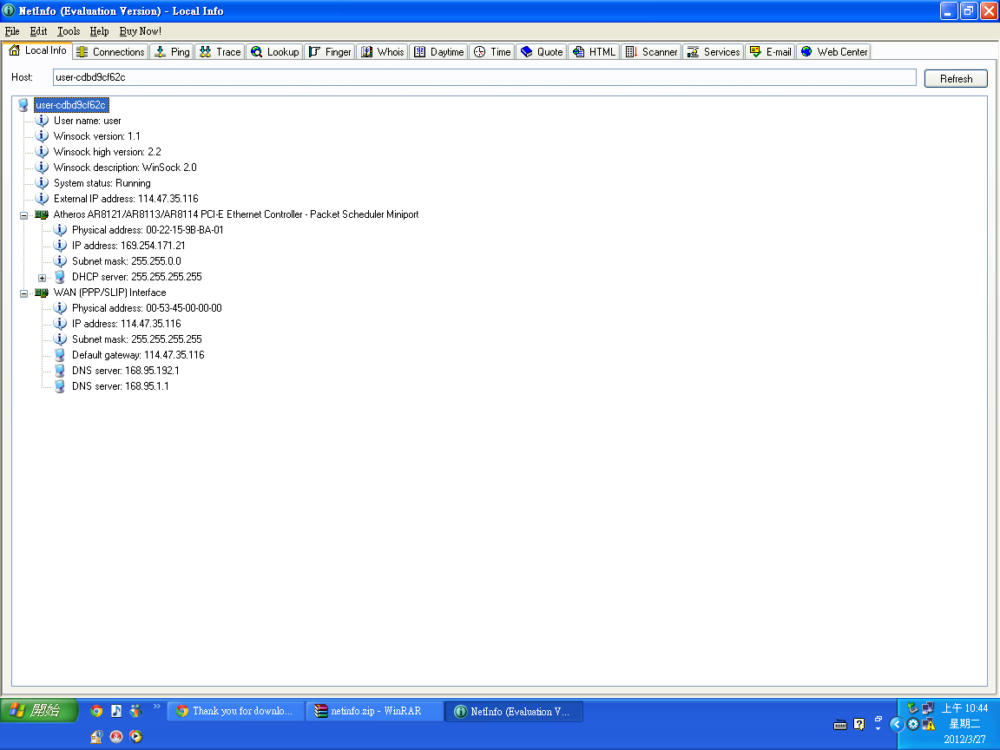 NetInfo (Evaluation Version) - Local Info
File Edit Tools Help Buy Now!
Local Info Connections Ping Trace Lookup Finger Whois Daytime Time Quote HTML Scanner Services E-mail Web Center
Host: user-cdbd9cf62c Refresh
user-cdbd9cf62c
User name: user
Winsock version: 1.1
Winsock high version: 2.2
Winsock description: WinSock 2.0
System status: Running
External IP address: 114.47.35.116
Atheros AR8121/AR8113/AR8114 PCI-E Ethernet Controller - Packet Scheduler Miniport
Physical address: 00-22-15-9B-BA-01
IP address: 169.254.171.21
Subnet mask: 255.255.0.0
DHCP server: 255.255.255.255
WAN (PPP/SLIP) Interface
Physical address: 00-53-45-00-00-00
IP address: 114.47.35.116
Subnet mask: 255.255.255.255
Default gateway: 114.47.35.116
DNS server: 168.95.192.1
DNS server: 168.95.1.1
開始 Thank you for downlo... netinfo.zip - WinRAR NetInfo (Evaluation V...
上午 10:44
星期二
2012/3/27